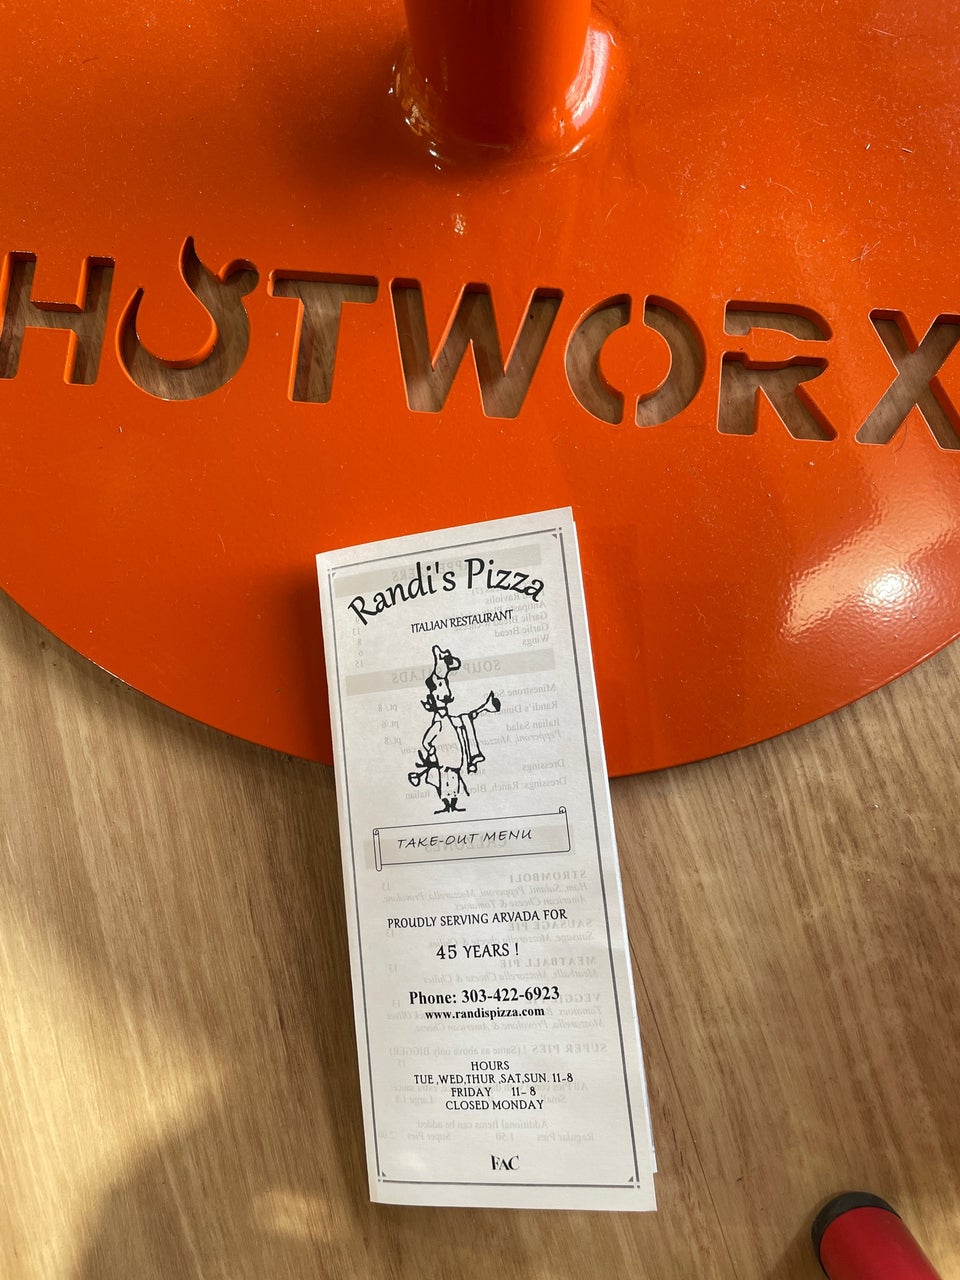 HOTWORX
Randi's Pizza
ITALIAN RESTAURANT
TAKE-OUT MENU
PROUDLY SERVING ARVADA FOR
45 YEARS !
Phone: 303-422-6923
www.randispizza.com
HOURS
TUE ,WED,THUR ,SAT,SUN. 11-8
FRIDAY 11- 8
CLOSED MONDAY
FAC